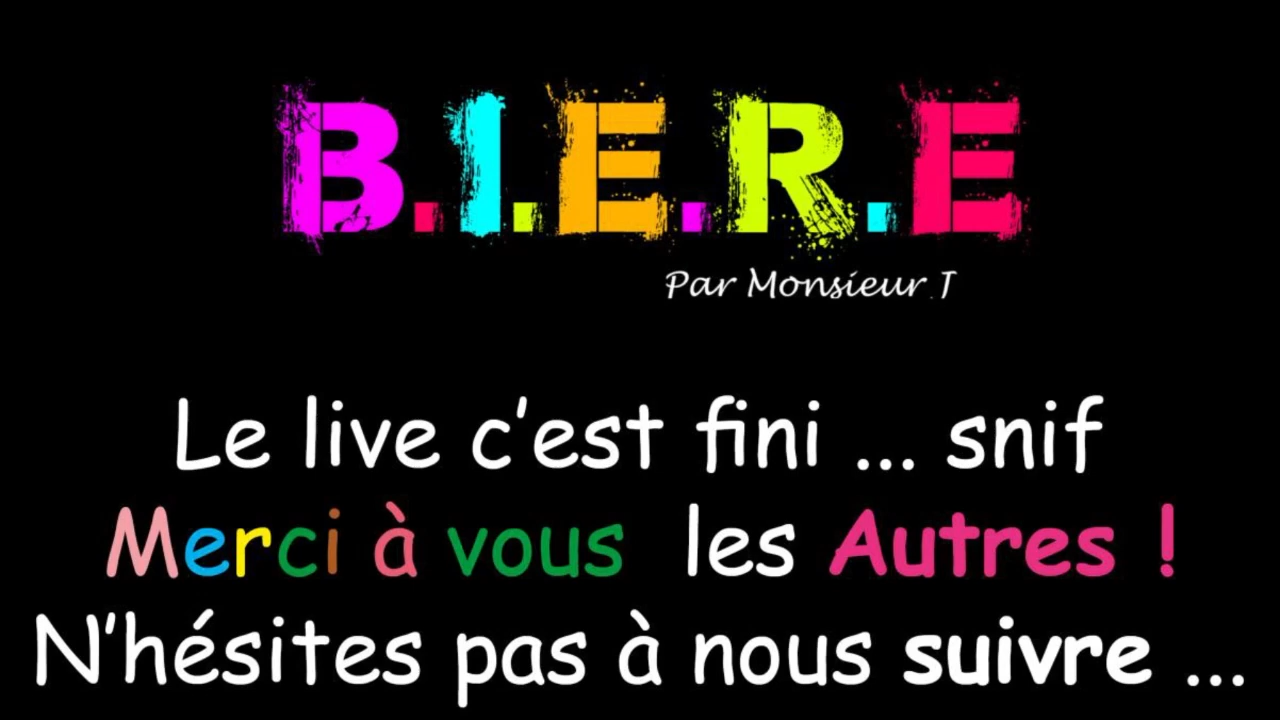 B.I.E.R.E
Par Monsieur J
Le live c'est fini ... snif
Merci à vous les Autres !
N'hésites pas à nous suivre ...